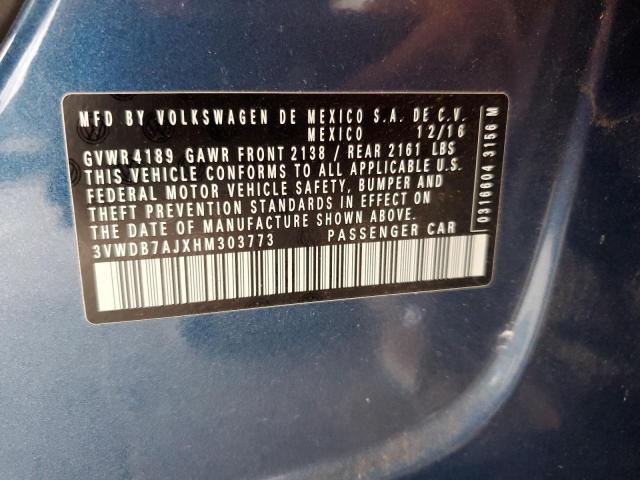 MFD BY VOLKSWAGEN DE MEXICO S.A. DE C.V.
MEXICO 12/16
GVWR4189 GAWR FRONT 2138 / REAR 2161 LBS
THIS VEHICLE CONFORMS TO ALL APPLICABLE U.S.
FEDERAL MOTOR VEHICLE SAFETY, BUMPER AND
THEFT PREVENTION STANDARDS IN EFFECT ON
THE DATE OF MANUFACTURE SHOWN ABOVE.
3VWDB7AJXHM303773 PASSENGER CAR
0316604 3156 M